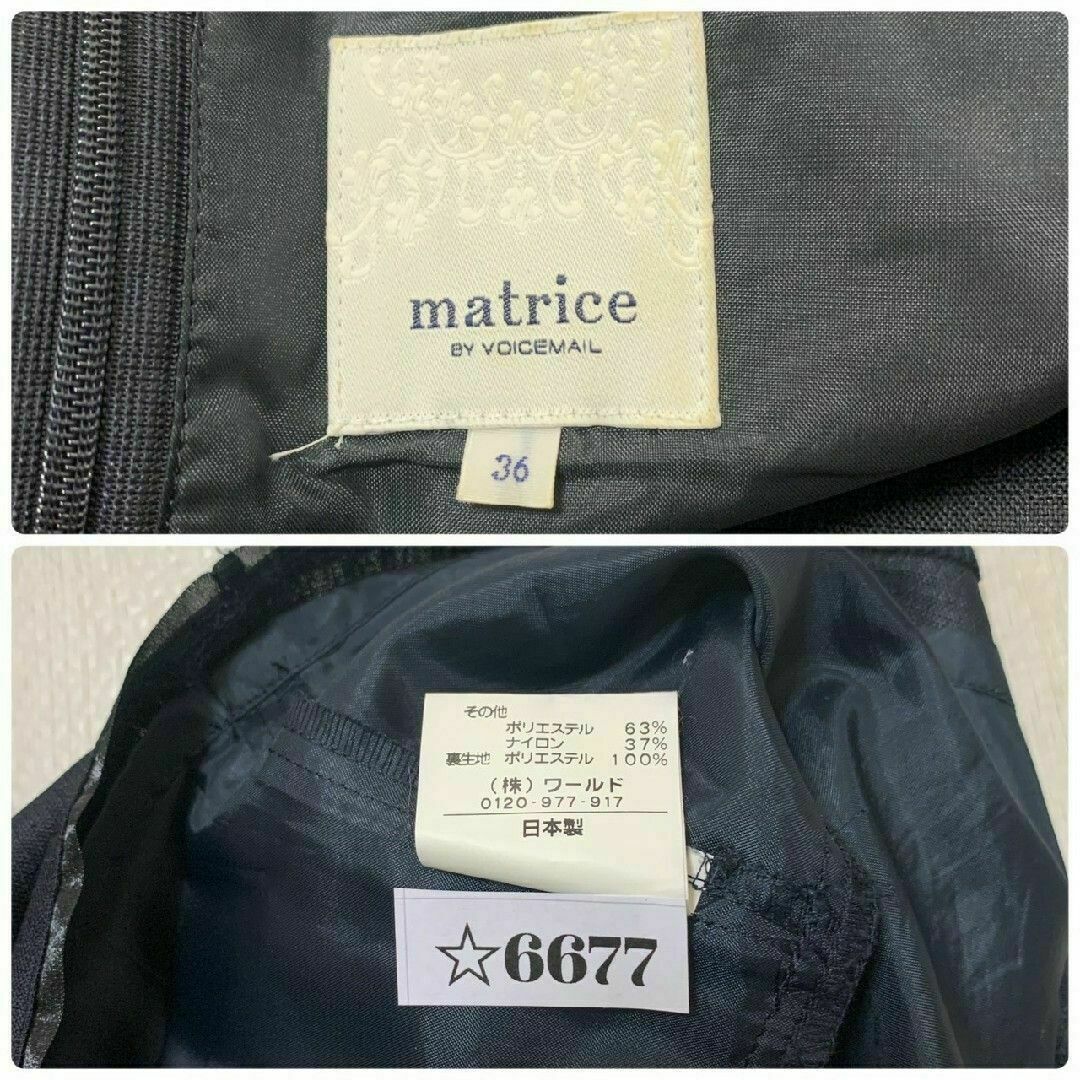 matrice
BY VOICEMAIL
36
その他
ポリエステル 63%
ナイロン 37%
裏生地 ポリエステル 100%
(株)ワールド
0120-977-917
日本製
☆6677